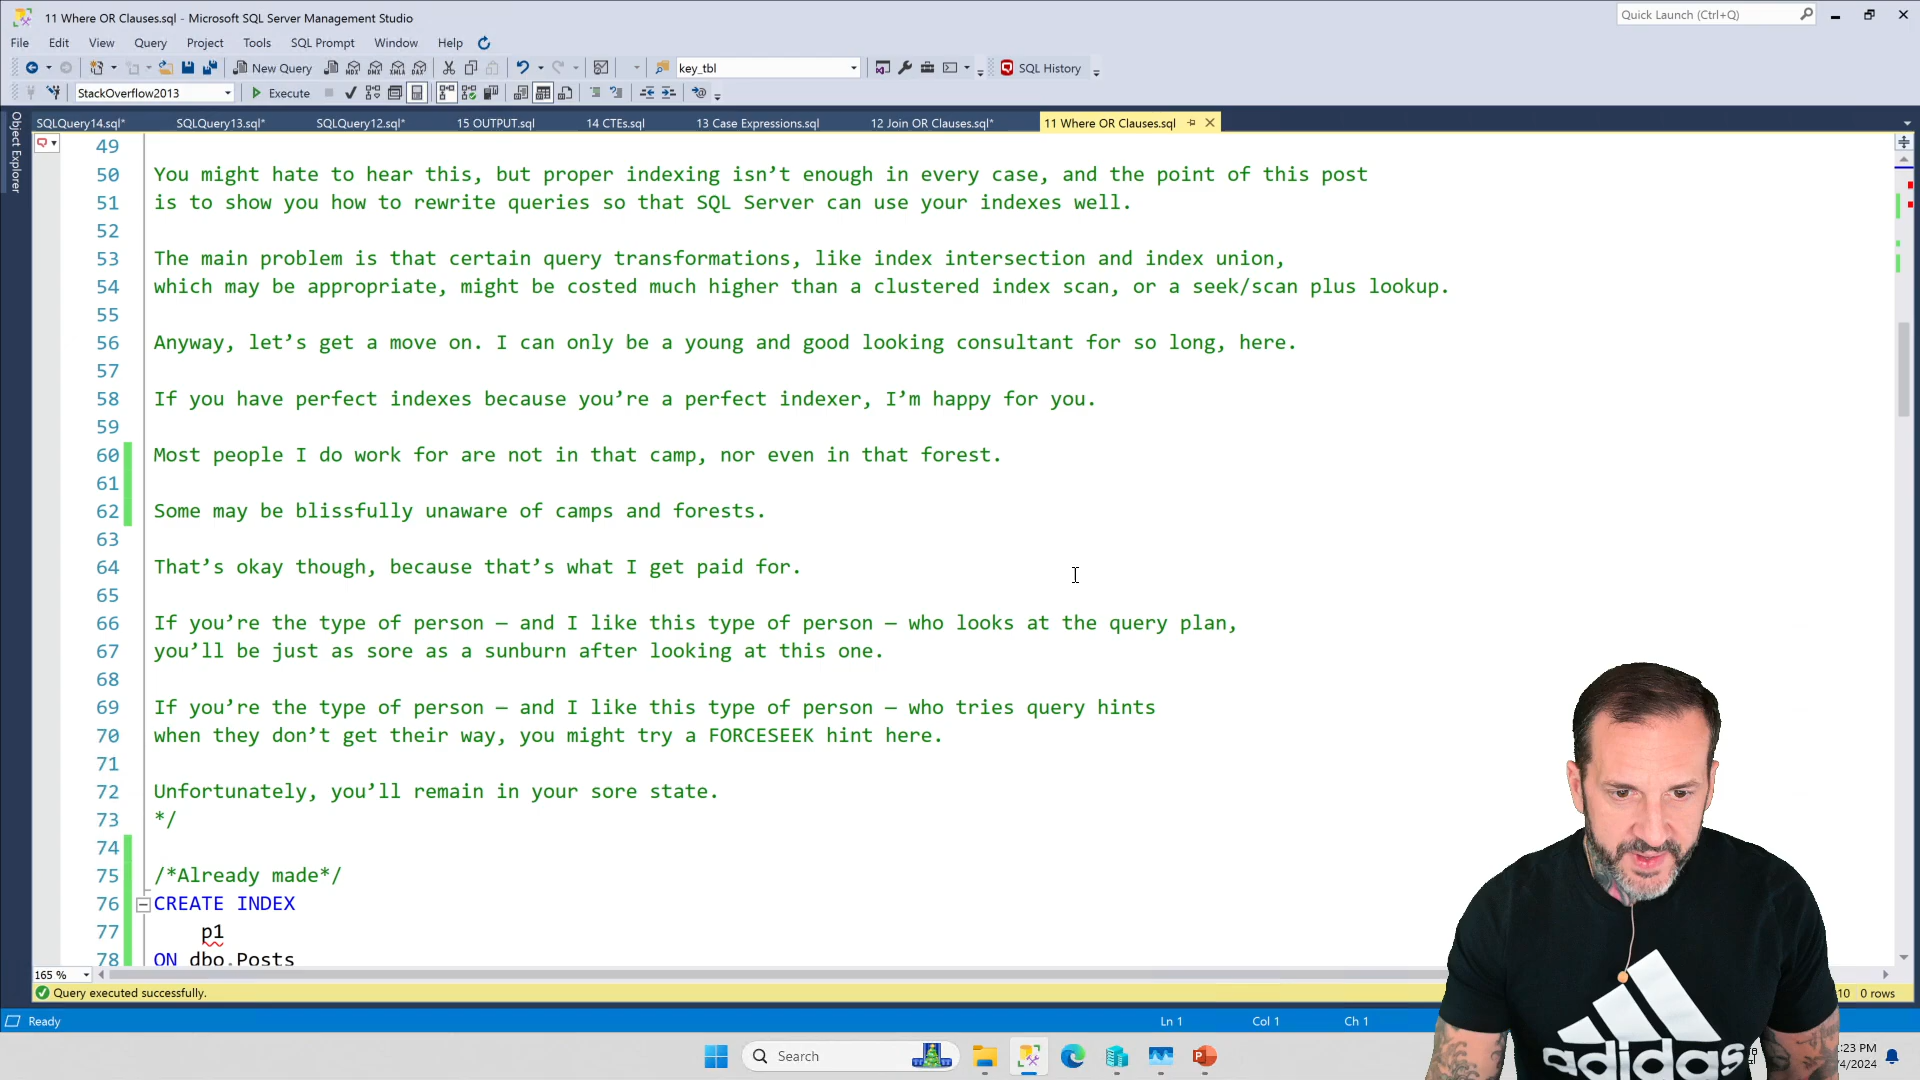 11 Where OR Clauses.sql - Microsoft SQL Server Management Studio
Quick Launch (Ctrl+Q)
File Edit View Query Project Tools SQL Prompt Window Help
New Query MDX DMX XMLA DAX key_tbl SQL History
StackOverflow2013 Execute
Object Explorer
SQLQuery14.sql* SQLQuery13.sql* SQLQuery12.sql* 15 OUTPUT.sql 14 CTEs.sql 13 Case Expressions.sql 12 Join OR Clauses.sql* 11 Where OR Clauses.sql
49
50 You might hate to hear this, but proper indexing isn’t enough in every case, and the point of this post
51 is to show you how to rewrite queries so that SQL Server can use your indexes well.
52
53 The main problem is that certain query transformations, like index intersection and index union,
54 which may be appropriate, might be costed much higher than a clustered index scan, or a seek/scan plus lookup.
55
56 Anyway, let’s get a move on. I can only be a young and good looking consultant for so long, here.
57
58 If you have perfect indexes because you’re a perfect indexer, I’m happy for you.
59
60 Most people I do work for are not in that camp, nor even in that forest.
61
62 Some may be blissfully unaware of camps and forests.
63
64 That’s okay though, because that’s what I get paid for.
65
66 If you’re the type of person — and I like this type of person — who looks at the query plan,
67 you’ll be just as sore as a sunburn after looking at this one.
68
69 If you’re the type of person — and I like this type of person — who tries query hints
70 when they don’t get their way, you might try a FORCESEEK hint here.
71
72 Unfortunately, you’ll remain in your sore state.
73 */
74
75 /*Already made*/
76 CREATE INDEX
77 p1
78 ON dbo.Posts
165 %
Query executed successfully.
10 0 rows
Ready Ln 1 Col 1 Ch 1
Search
:23 PM
/4/2024
adidas